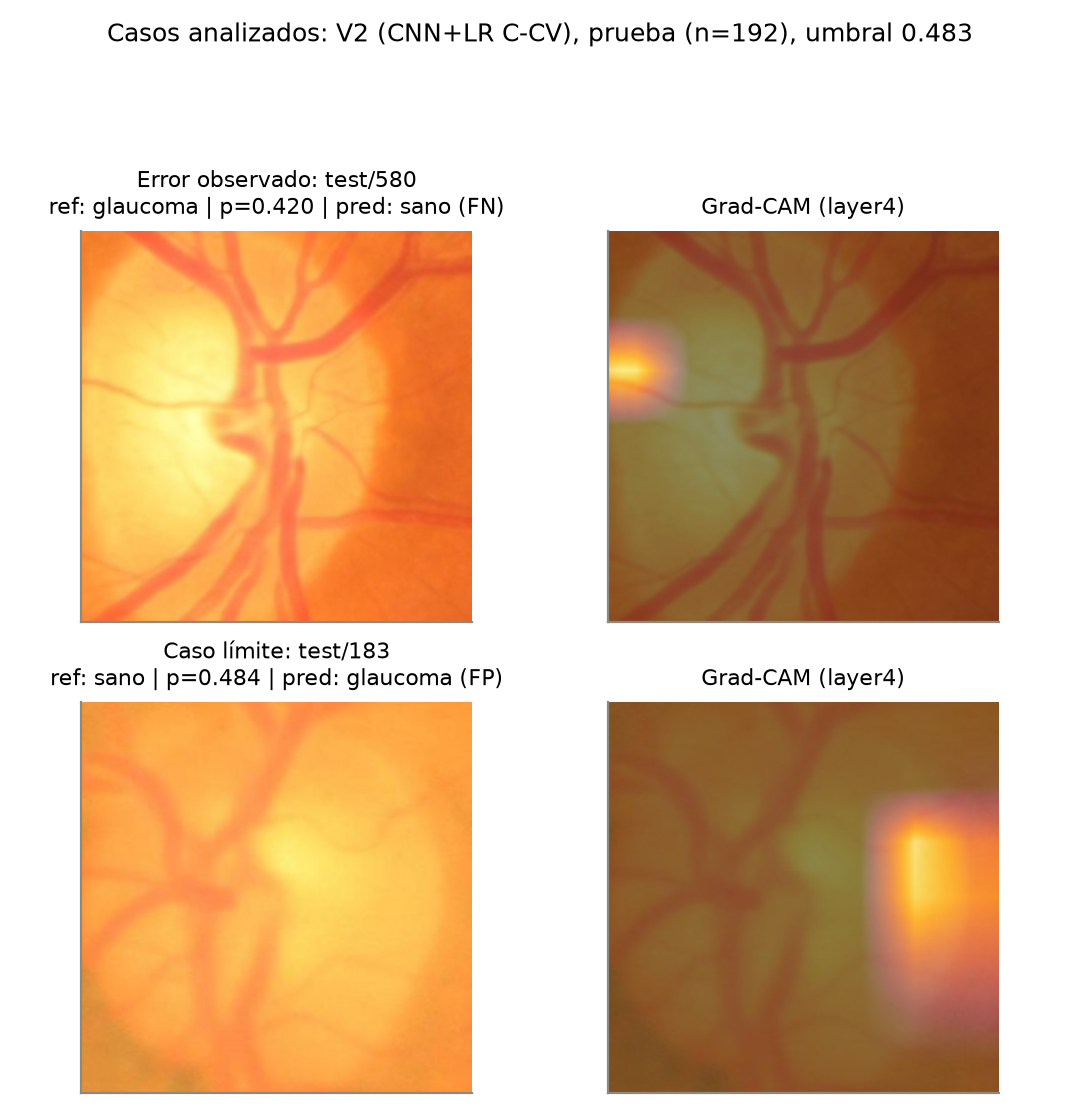 Casos analizados: V2 (CNN+LR C-CV), prueba (n=192), umbral 0.483
Error observado: test/580
ref: glaucoma | p=0.420 | pred: sano (FN)
Grad-CAM (layer4)
Caso límite: test/183
ref: sano | p=0.484 | pred: glaucoma (FP)
Grad-CAM (layer4)